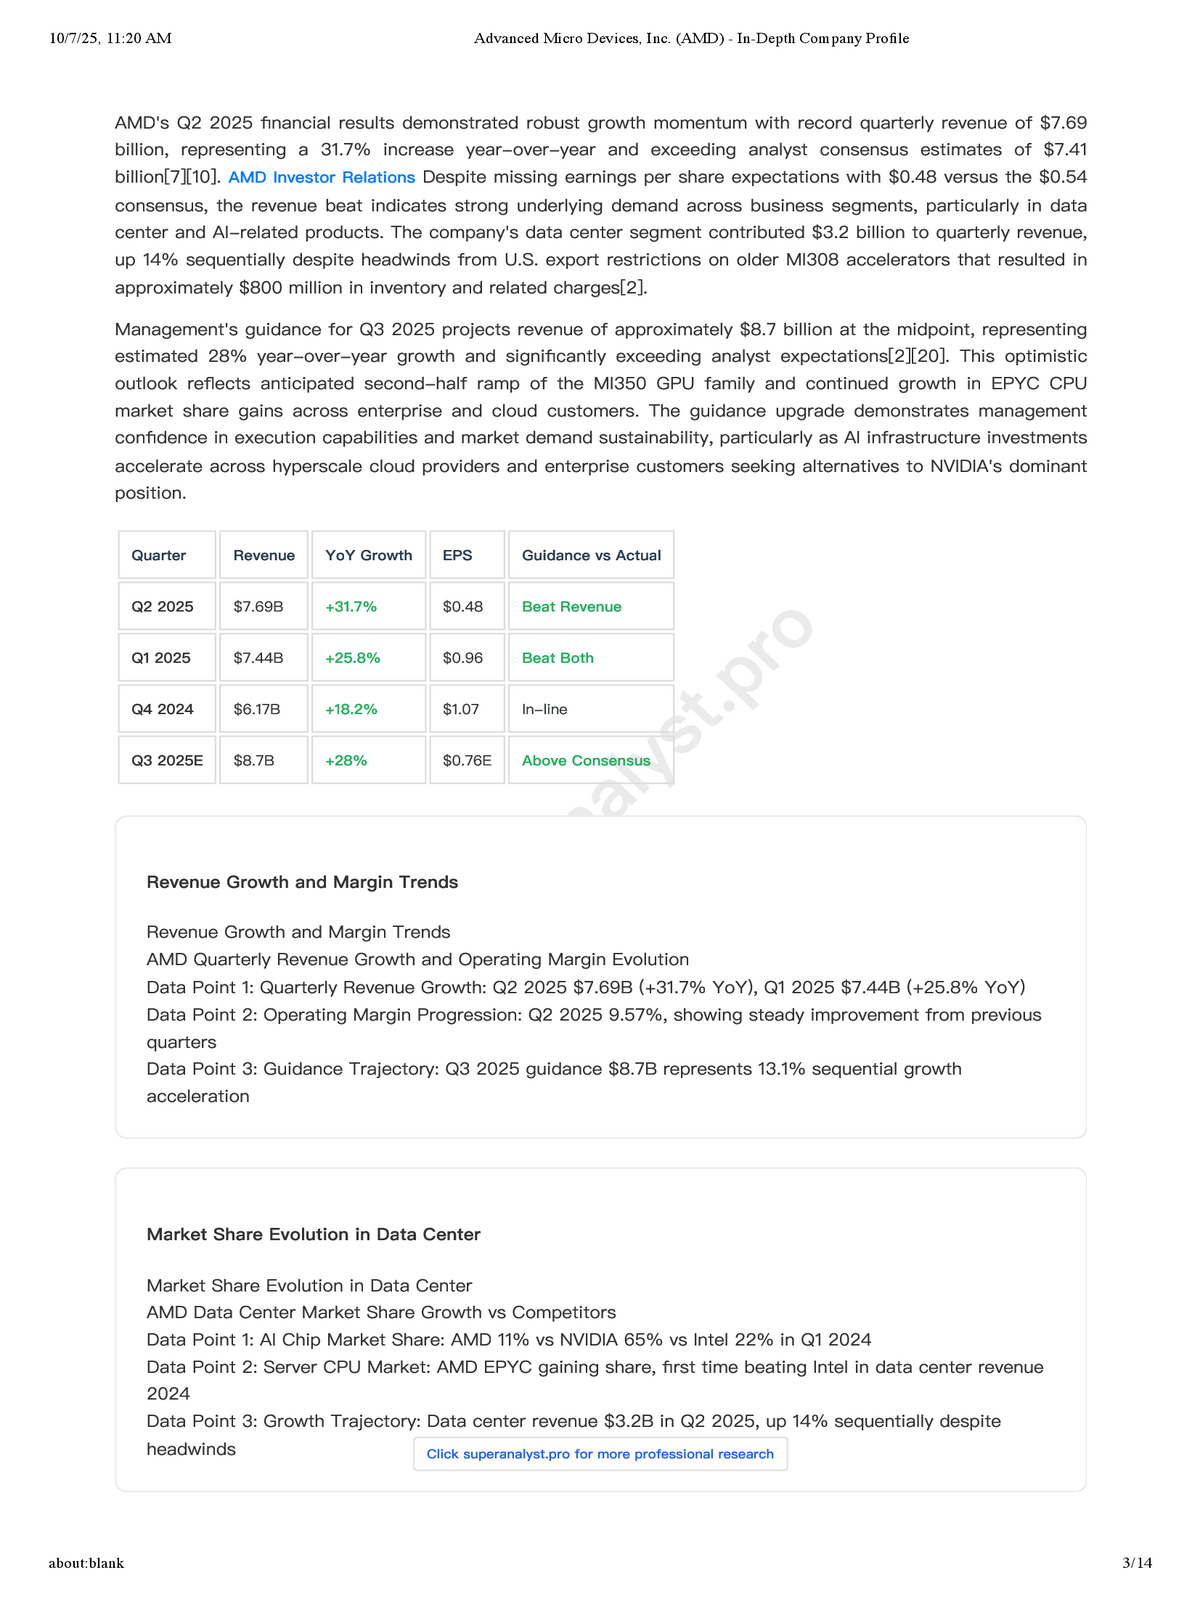 10/7/25, 11:20 AM
Advanced Micro Devices, Inc. (AMD) - In-Depth Company Profile
AMD's Q2 2025 financial results demonstrated robust growth momentum with record quarterly revenue of $7.69
billion, representing a 31.7% increase year-over-year and exceeding analyst consensus estimates of $7.41
billion[7][10]. AMD Investor Relations Despite missing earnings per share expectations with $0.48 versus the $0.54
consensus, the revenue beat indicates strong underlying demand across business segments, particularly in data
center and AI-related products. The company's data center segment contributed $3.2 billion to quarterly revenue,
up 14% sequentially despite headwinds from U.S. export restrictions on older MI308 accelerators that resulted in
approximately $800 million in inventory and related charges[2].
Management's guidance for Q3 2025 projects revenue of approximately $8.7 billion at the midpoint, representing
estimated 28% year-over-year growth and significantly exceeding analyst expectations[2][20]. This optimistic
outlook reflects anticipated second-half ramp of the MI350 GPU family and continued growth in EPYC CPU
market share gains across enterprise and cloud customers. The guidance upgrade demonstrates management
confidence in execution capabilities and market demand sustainability, particularly as AI infrastructure investments
accelerate across hyperscale cloud providers and enterprise customers seeking alternatives to NVIDIA's dominant
position.
Quarter Revenue YoY Growth EPS Guidance vs Actual
Q2 2025 $7.69B +31.7% $0.48 Beat Revenue
Q1 2025 $7.44B +25.8% $0.96 Beat Both
Q4 2024 $6.17B +18.2% $1.07 In-line
Q3 2025E $8.7B +28% $0.76E Above Consensus
nalyst.pro
Revenue Growth and Margin Trends
Revenue Growth and Margin Trends
AMD Quarterly Revenue Growth and Operating Margin Evolution
Data Point 1: Quarterly Revenue Growth: Q2 2025 $7.69B (+31.7% YoY), Q1 2025 $7.44B (+25.8% YoY)
Data Point 2: Operating Margin Progression: Q2 2025 9.57%, showing steady improvement from previous
quarters
Data Point 3: Guidance Trajectory: Q3 2025 guidance $8.7B represents 13.1% sequential growth
acceleration
Market Share Evolution in Data Center
Market Share Evolution in Data Center
AMD Data Center Market Share Growth vs Competitors
Data Point 1: AI Chip Market Share: AMD 11% vs NVIDIA 65% vs Intel 22% in Q1 2024
Data Point 2: Server CPU Market: AMD EPYC gaining share, first time beating Intel in data center revenue
2024
Data Point 3: Growth Trajectory: Data center revenue $3.2B in Q2 2025, up 14% sequentially despite
headwinds
Click superanalyst.pro for more professional research
about:blank
3/14